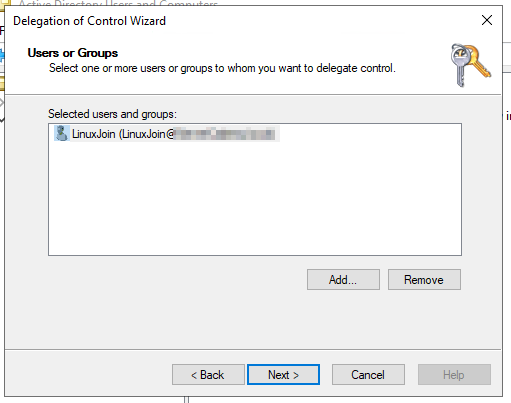 Active Directory Users and Computers
Delegation of Control Wizard
Users or Groups
Select one or more users or groups to whom you want to delegate control.
Selected users and groups:
LinuxJoin (LinuxJoin@
Add...
Remove
< Back
Next >
Cancel
Help